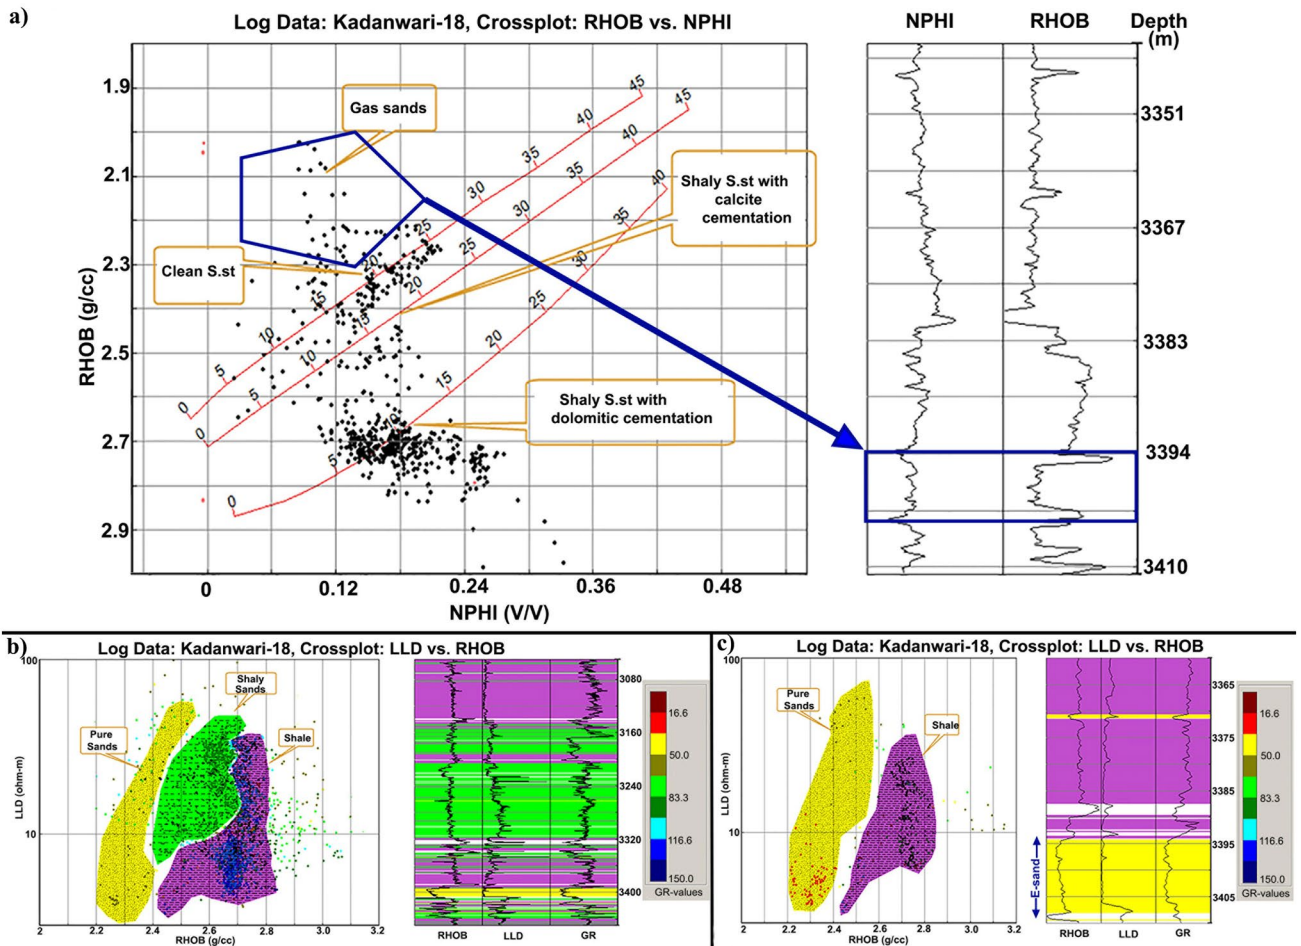 a)
Log Data: Kadanwari-18, Crossplot: RHOB vs. NPHI
NPHI RHOB Depth
(m)
1.9
2.1
2.3
2.5
2.7
2.9
RHOB (g/cc)
0 0.12 0.24 0.36 0.48
NPHI (V/V)
Gas sands
Clean S.st
Shaly S.st with
calcite
cementation
Shaly S.st with
dolomitic cementation
0 5 10 15 20 25 30 35 40 45
0 5 10 15 20 25 30 35 40 45
0 5 10 15 20 25 30 35 40
3351
3367
3383
3394
3410
b)
Log Data: Kadanwari-18, Crossplot: LLD vs. RHOB
100
10
LLD (ohm-m)
2 2.2 2.4 2.6 2.8 3.0 3.2
RHOB (g/cc)
Pure
Sands
Shaly
Sands
Shale
3080
3160
3240
3320
3400
RHOB LLD GR
16.6
50.0
83.3
116.6
150.0
GR-values
c)
Log Data: Kadanwari-18, Crossplot: LLD vs. RHOB
100
10
LLD (ohm-m)
2 2.2 2.4 2.6 2.8 3.0 3.2
RHOB (g/cc)
Pure
Sands
Shale
E-sand
3365
3375
3385
3395
3405
RHOB LLD GR
16.6
50.0
83.3
116.6
150.0
GR-values